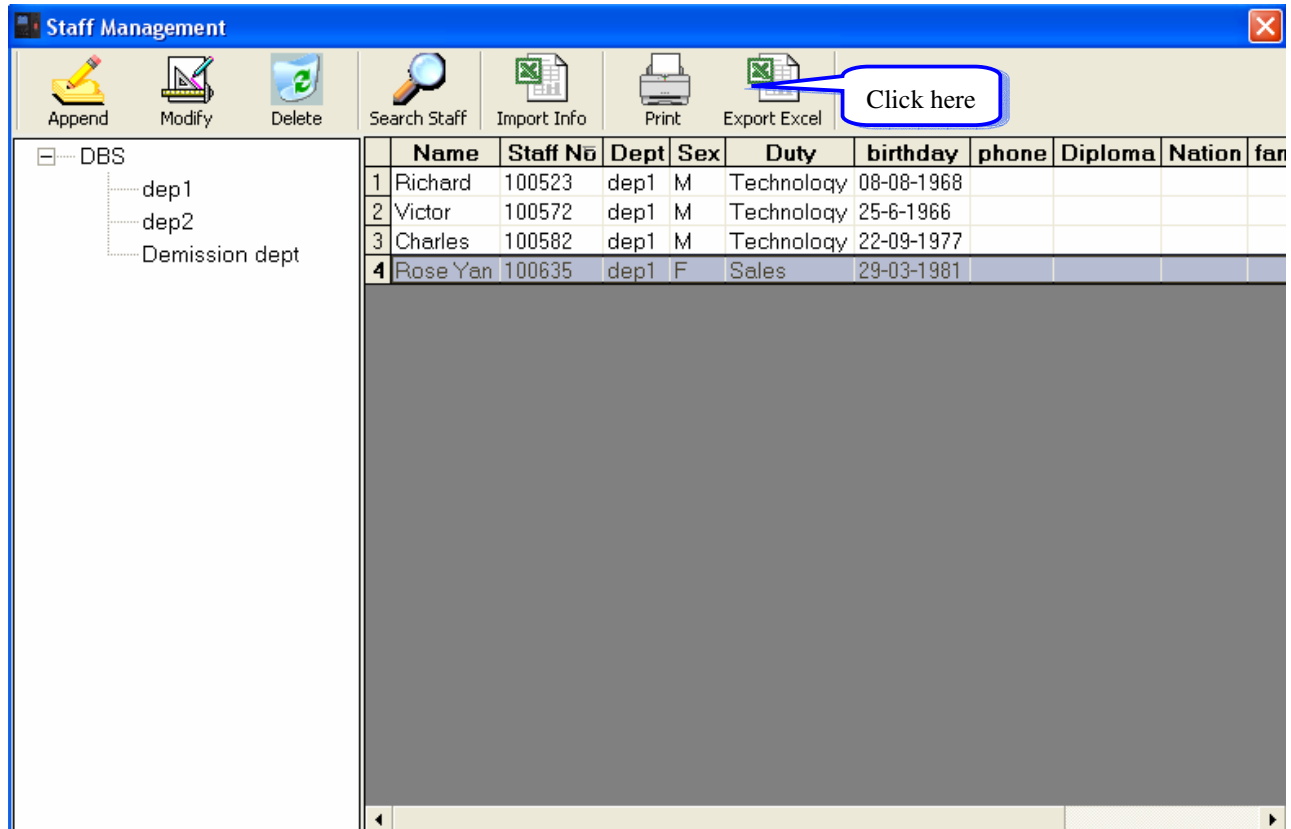 Staff Management
Append Modify Delete Search Staff Import Info Print Export Excel
Click here
DBS
dep1
dep2
Demission dept
Name Staff No Dept Sex Duty birthday phone Diploma Nation fan
1 Richard 100523 dep1 M Technology 08-08-1968
2 Victor 100572 dep1 M Technology 25-6-1966
3 Charles 100582 dep1 M Technology 22-09-1977
4 Rose Yan 100635 dep1 F Sales 29-03-1981